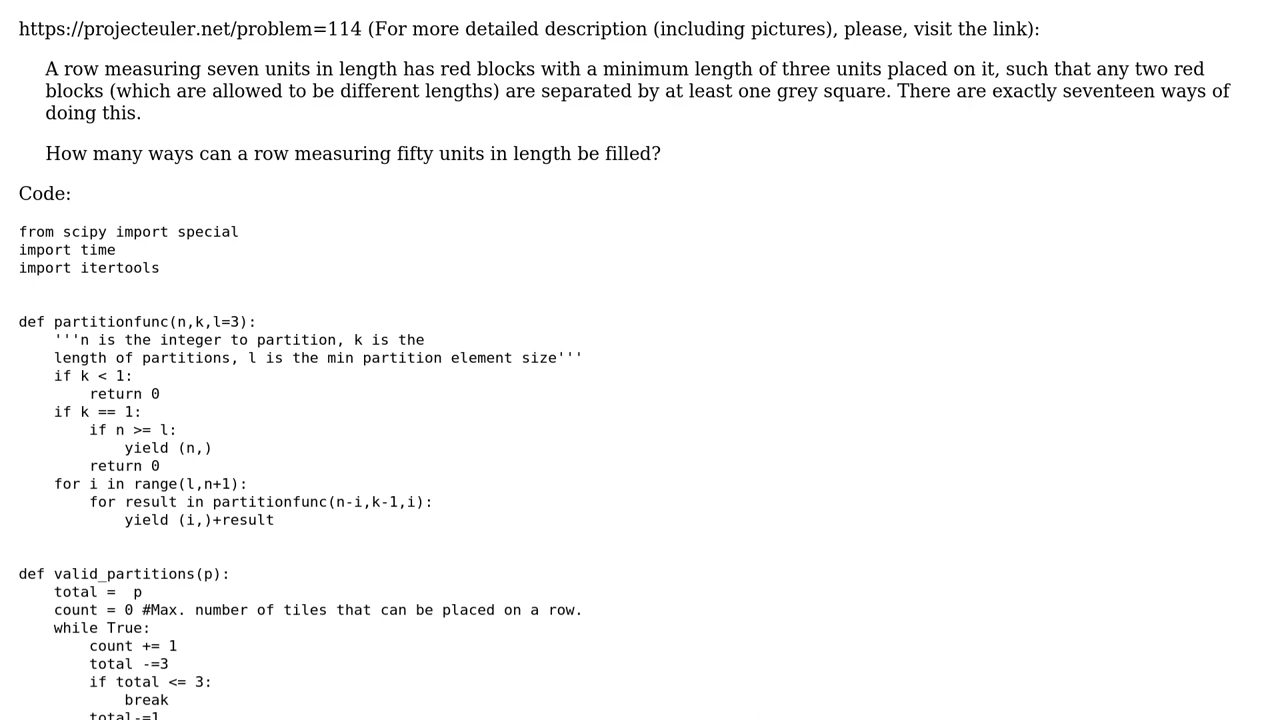 https://projecteuler.net/problem=114 (For more detailed description (including pictures), please, visit the link):
A row measuring seven units in length has red blocks with a minimum length of three units placed on it, such that any two red
blocks (which are allowed to be different lengths) are separated by at least one grey square. There are exactly seventeen ways of
doing this.
How many ways can a row measuring fifty units in length be filled?
Code:
from scipy import special
import time
import itertools
def partitionfunc(n,k,l=3):
    '''n is the integer to partition, k is the
    length of partitions, l is the min partition element size'''
    if k < 1:
        return 0
    if k == 1:
        if n >= l:
            yield (n,)
        return 0
    for i in range(l,n+1):
        for result in partitionfunc(n-i,k-1,i):
            yield (i,)+result
def valid_partitions(p):
    total =  p
    count = 0 #Max. number of tiles that can be placed on a row.
    while True:
        count += 1
        total -=3
        if total <= 3:
            break
        total-=1